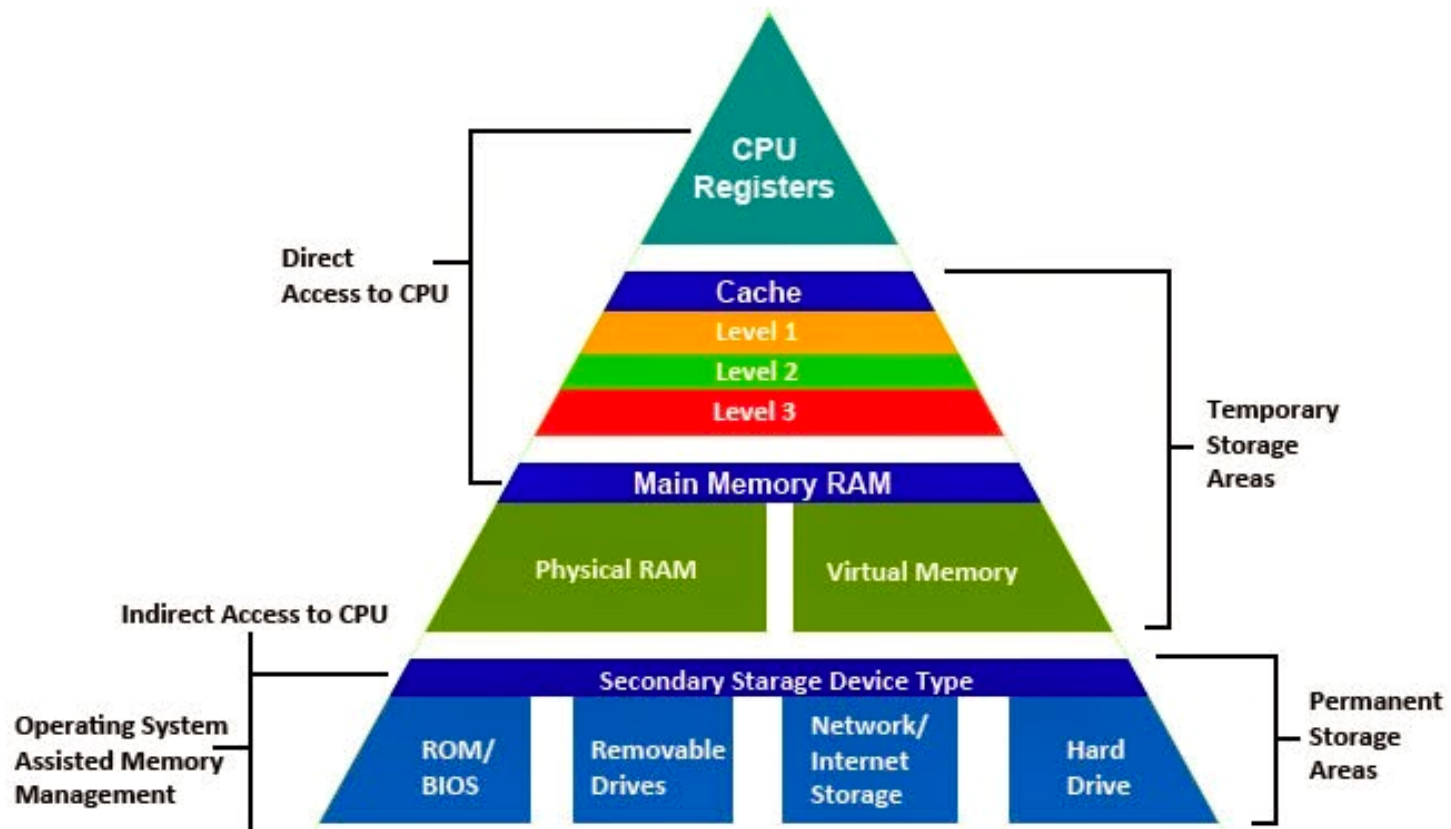 CPU
Registers
Direct
Access to CPU
Cache
Level 1
Level 2
Level 3
Temporary
Storage
Areas
Main Memory RAM
Physical RAM
Virtual Memory
Indirect Access to CPU
Secondary Starage Device Type
Operating System
Assisted Memory
Management
ROM/
BIOS
Removable
Drives
Network/
Internet
Storage
Hard
Drive
Permanent
Storage
Areas